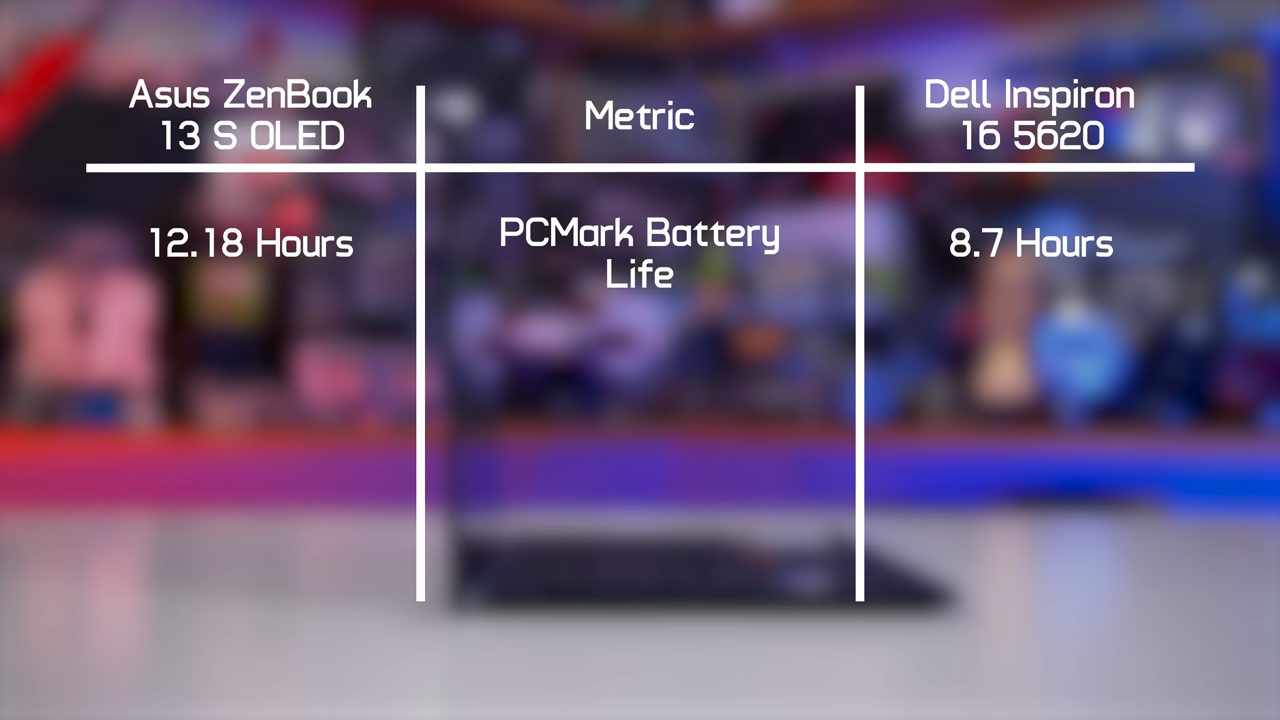 Asus ZenBook
13 S OLED
Metric
Dell Inspiron
16 5620
12.18 Hours
PCMark Battery
Life
8.7 Hours